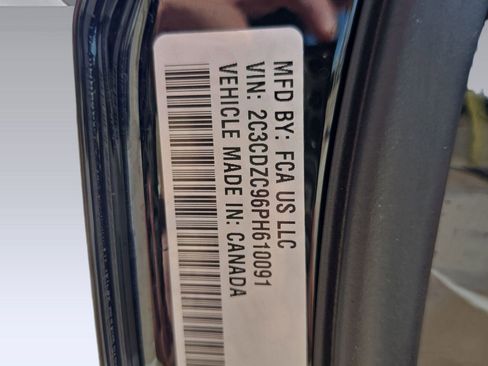 MFD BY: FCA US LLC
VIN: 2C3CDZC96PH610091
VEHICLE MADE IN: CANADA